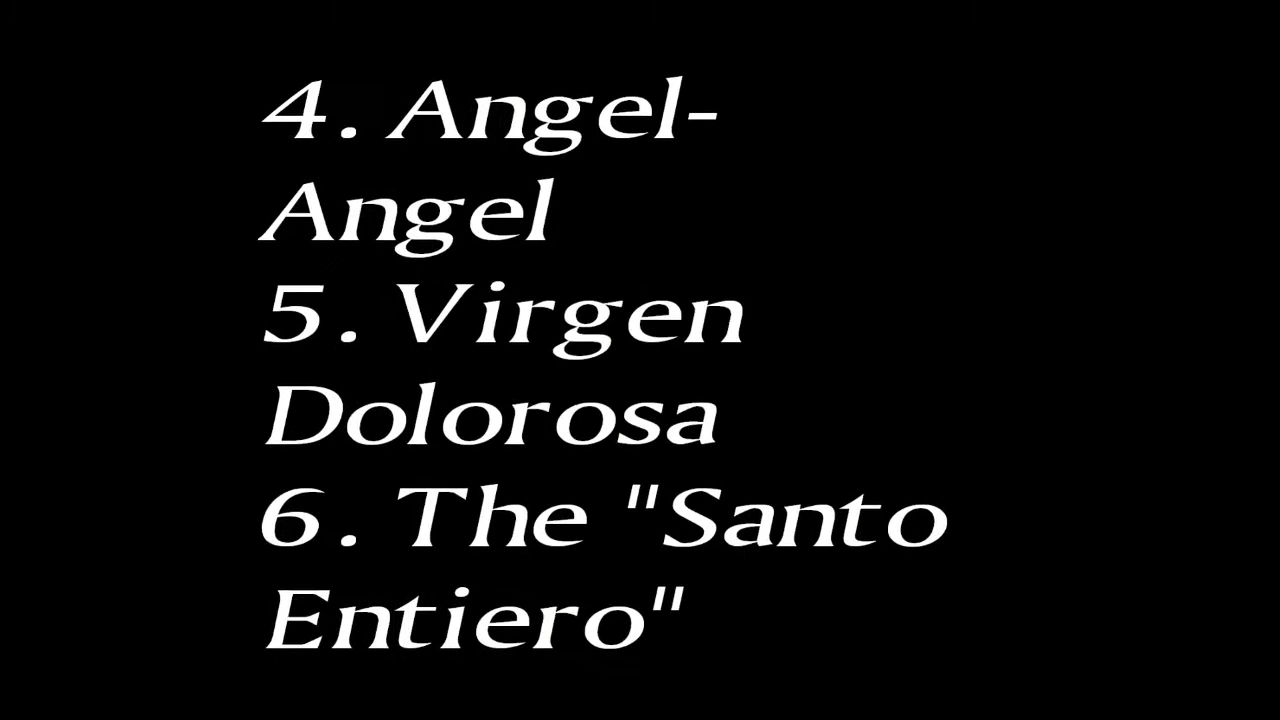 4. Angel-
Angel
5. Virgen
Dolorosa
6. The "Santo
Entiero"